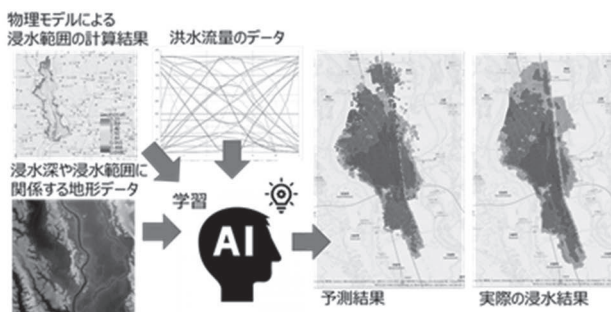 物理モデルによる
浸水範囲の計算結果
洪水流量のデータ
浸水深や浸水範囲に
関係する地形データ
学習
AI
予測結果
実際の浸水結果